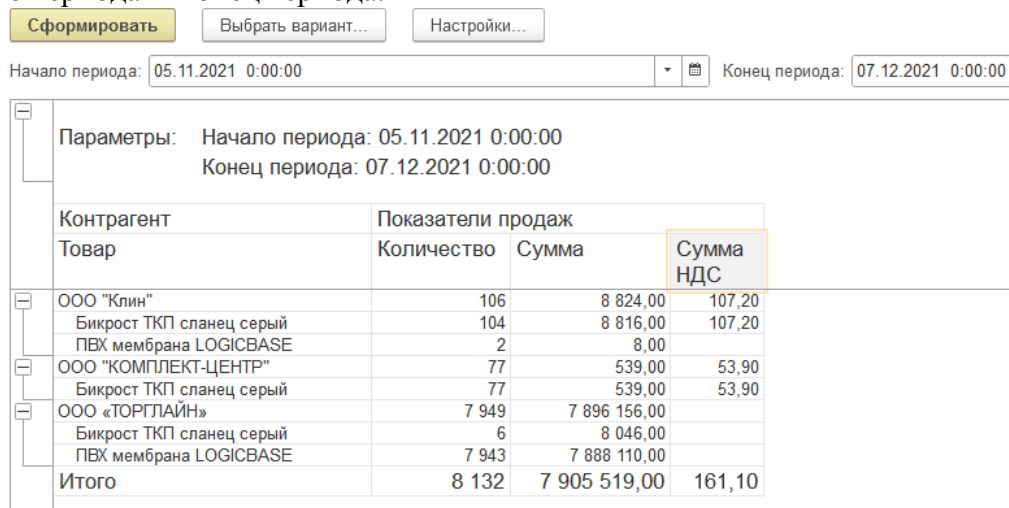 Сформировать Выбрать вариант... Настройки...
Начало периода: 05.11.2021 0:00:00 Конец периода: 07.12.2021 0:00:00
Параметры: Начало периода: 05.11.2021 0:00:00
Конец периода: 07.12.2021 0:00:00
Контрагент Показатели продаж
Товар Количество Сумма Сумма
НДС
ООО "Клин" 106 8 824,00 107,20
Бикрост ТКП сланец серый 104 8 816,00 107,20
ПВХ мембрана LOGICBASE 2 8,00
ООО "КОМПЛЕКТ-ЦЕНТР" 77 539,00 53,90
Бикрост ТКП сланец серый 77 539,00 53,90
ООО «ТОРГЛАЙН» 7 949 7 896 156,00
Бикрост ТКП сланец серый 6 8 046,00
ПВХ мембрана LOGICBASE 7 943 7 888 110,00
Итого 8 132 7 905 519,00 161,10